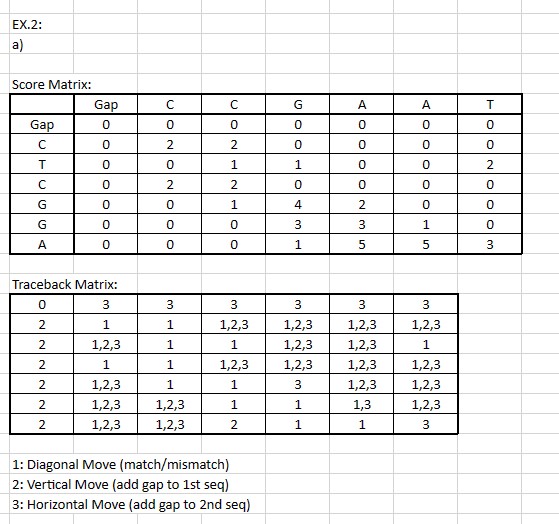 EX.2:
a)
Score Matrix:
Gap C C G A A T
Gap 0 0 0 0 0 0 0
C 0 2 2 0 0 0 0
T 0 0 1 1 0 0 2
C 0 2 2 0 0 0 0
G 0 0 1 4 2 0 0
G 0 0 0 3 3 1 0
A 0 0 0 1 5 5 3
Traceback Matrix:
0 3 3 3 3 3 3
2 1 1 1,2,3 1,2,3 1,2,3 1,2,3
2 1,2,3 1 1 1,2,3 1,2,3 1
2 1 1 1,2,3 1,2,3 1,2,3 1,2,3
2 1,2,3 1 1 3 1,2,3 1,2,3
2 1,2,3 1,2,3 1 1 1,3 1,2,3
2 1,2,3 1,2,3 2 1 1 3
1: Diagonal Move (match/mismatch)
2: Vertical Move (add gap to 1st seq)
3: Horizontal Move (add gap to 2nd seq)